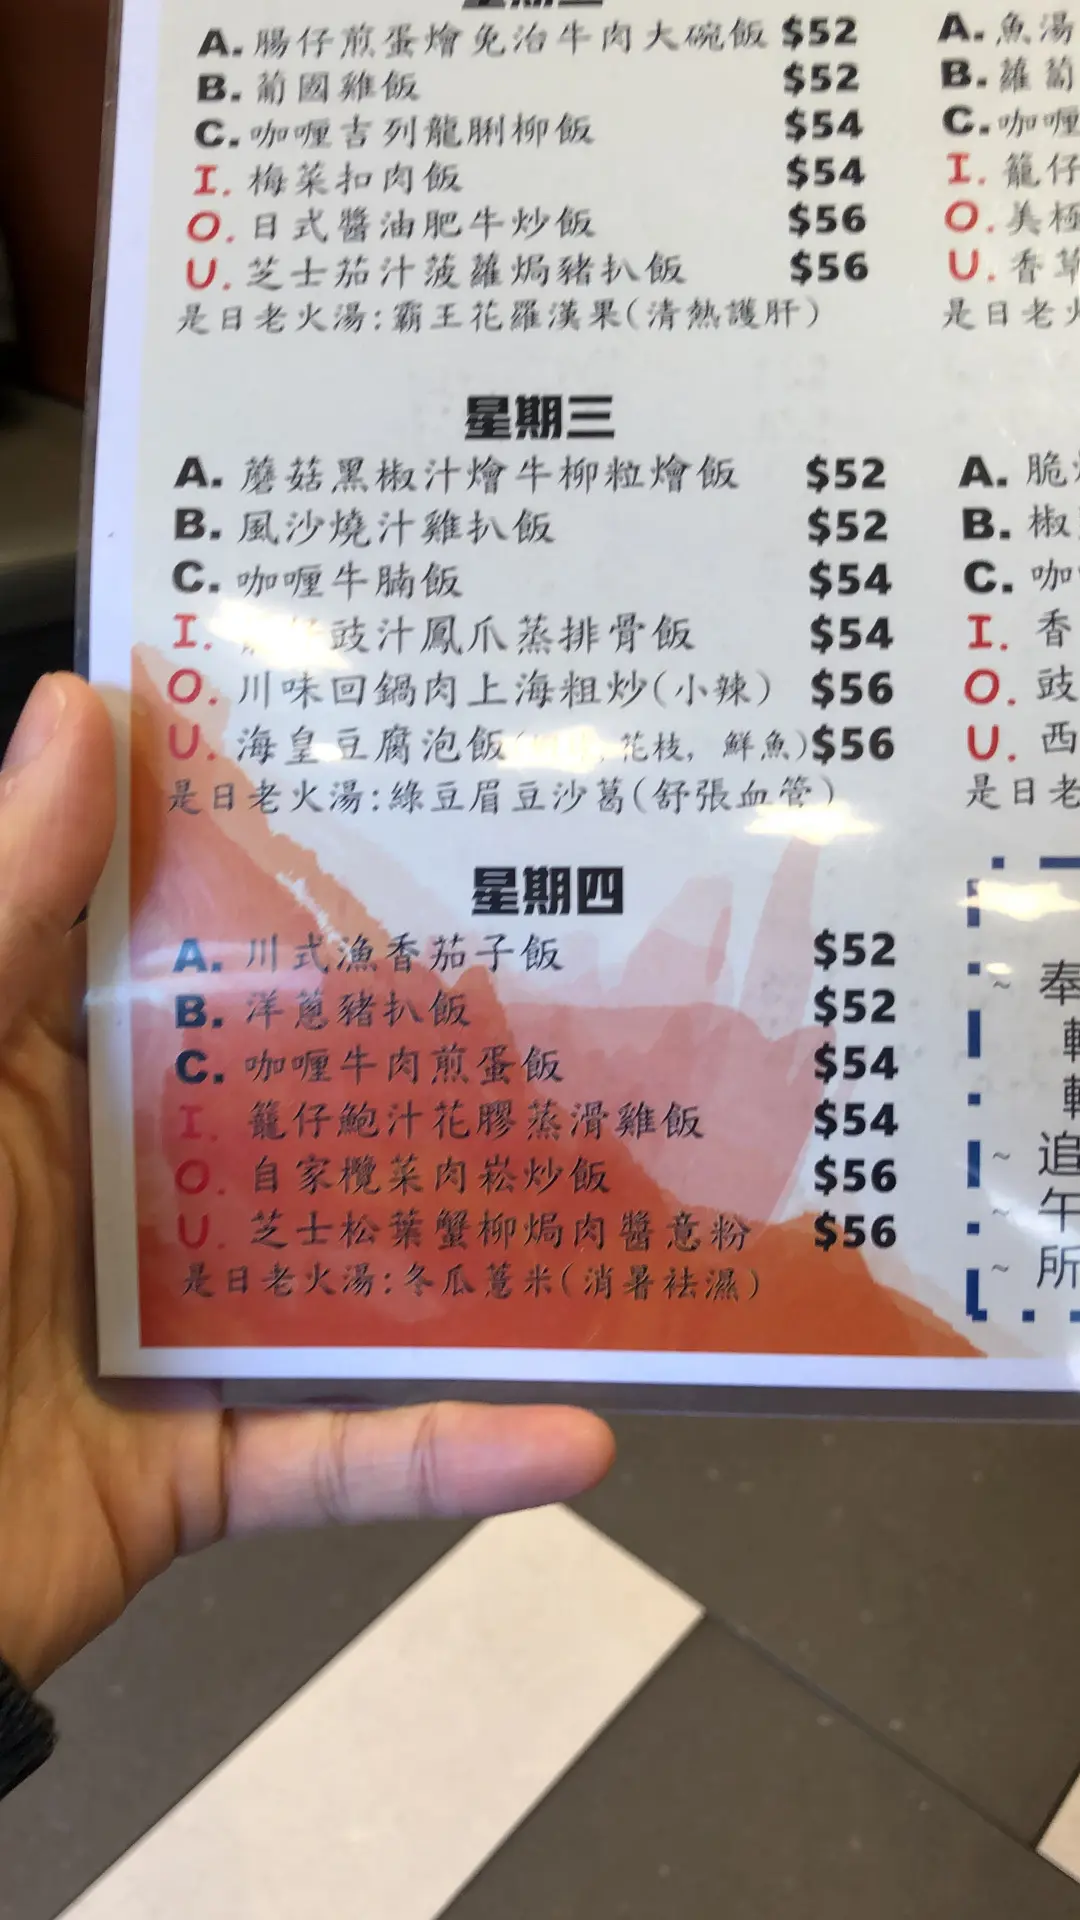 A. 腸仔煎蛋燴免治牛肉大碗飯 $52
B. 葡國雞飯 $52
C. 咖喱吉列龍脷柳飯 $54
I. 梅菜扣肉飯 $54
O. 日式醬油肥牛炒飯 $56
U. 芝士茄汁菠蘿焗豬扒飯 $56
是日老火湯:霸王花羅漢果(清熱護肝)
星期三
A. 蘑菇黑椒汁燴牛柳粒燴飯 $52
B. 風沙燒汁雞扒飯 $52
C. 咖喱牛腩飯 $54
I. 豉汁鳳爪蒸排骨飯 $54
O. 川味回鍋肉上海粗炒(小辣) $56
U. 海皇豆腐泡飯( 花枝, 鮮魚) $56
是日老火湯:綠豆眉豆沙葛(舒張血管)
星期四
A. 川式漁香茄子飯 $52
B. 洋蔥豬扒飯 $52
C. 咖喱牛肉煎蛋飯 $54
I. 籠仔鮑汁花膠蒸滑雞飯 $54
O. 自家欖菜肉崧炒飯 $56
U. 芝士松葉蟹柳焗肉醬意粉 $56
是日老火湯:冬瓜薏米(消暑祛濕)
A. 魚湯
B. 蘿蔔
C. 咖喱
I. 籠仔
O. 美極
U. 香草
是日老火
A. 脆
B. 椒
C. 咖
I. 香
O. 豉
U. 西
是日老
奉
~ 追
~ 午
~ 所